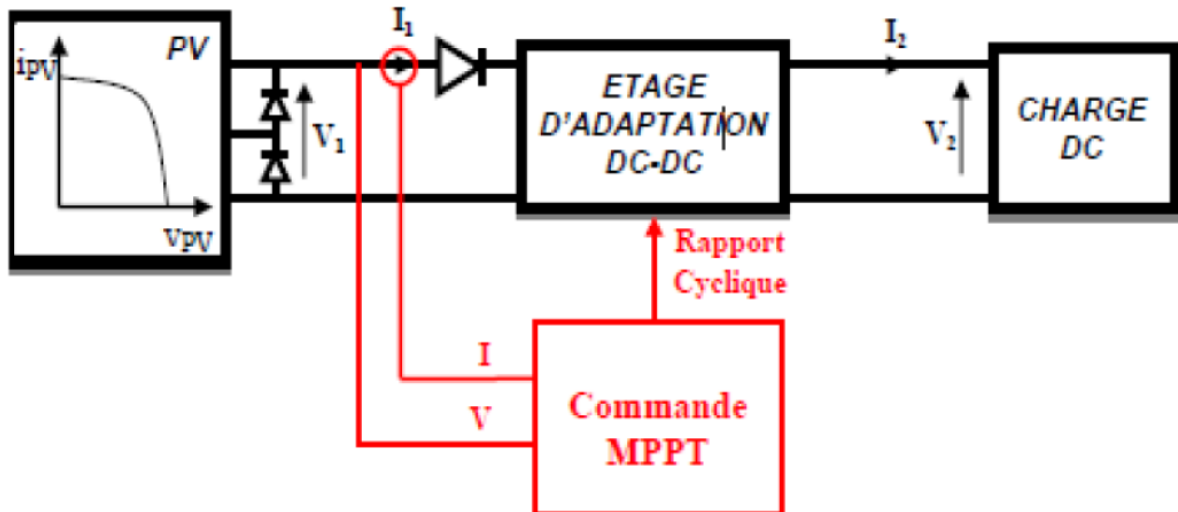 PV
iPV
VPV
V1
I1
ETAGE
D'ADAPTATION
DC-DC
I2
V2
CHARGE
DC
Rapport
Cyclique
I
V
Commande
MPPT